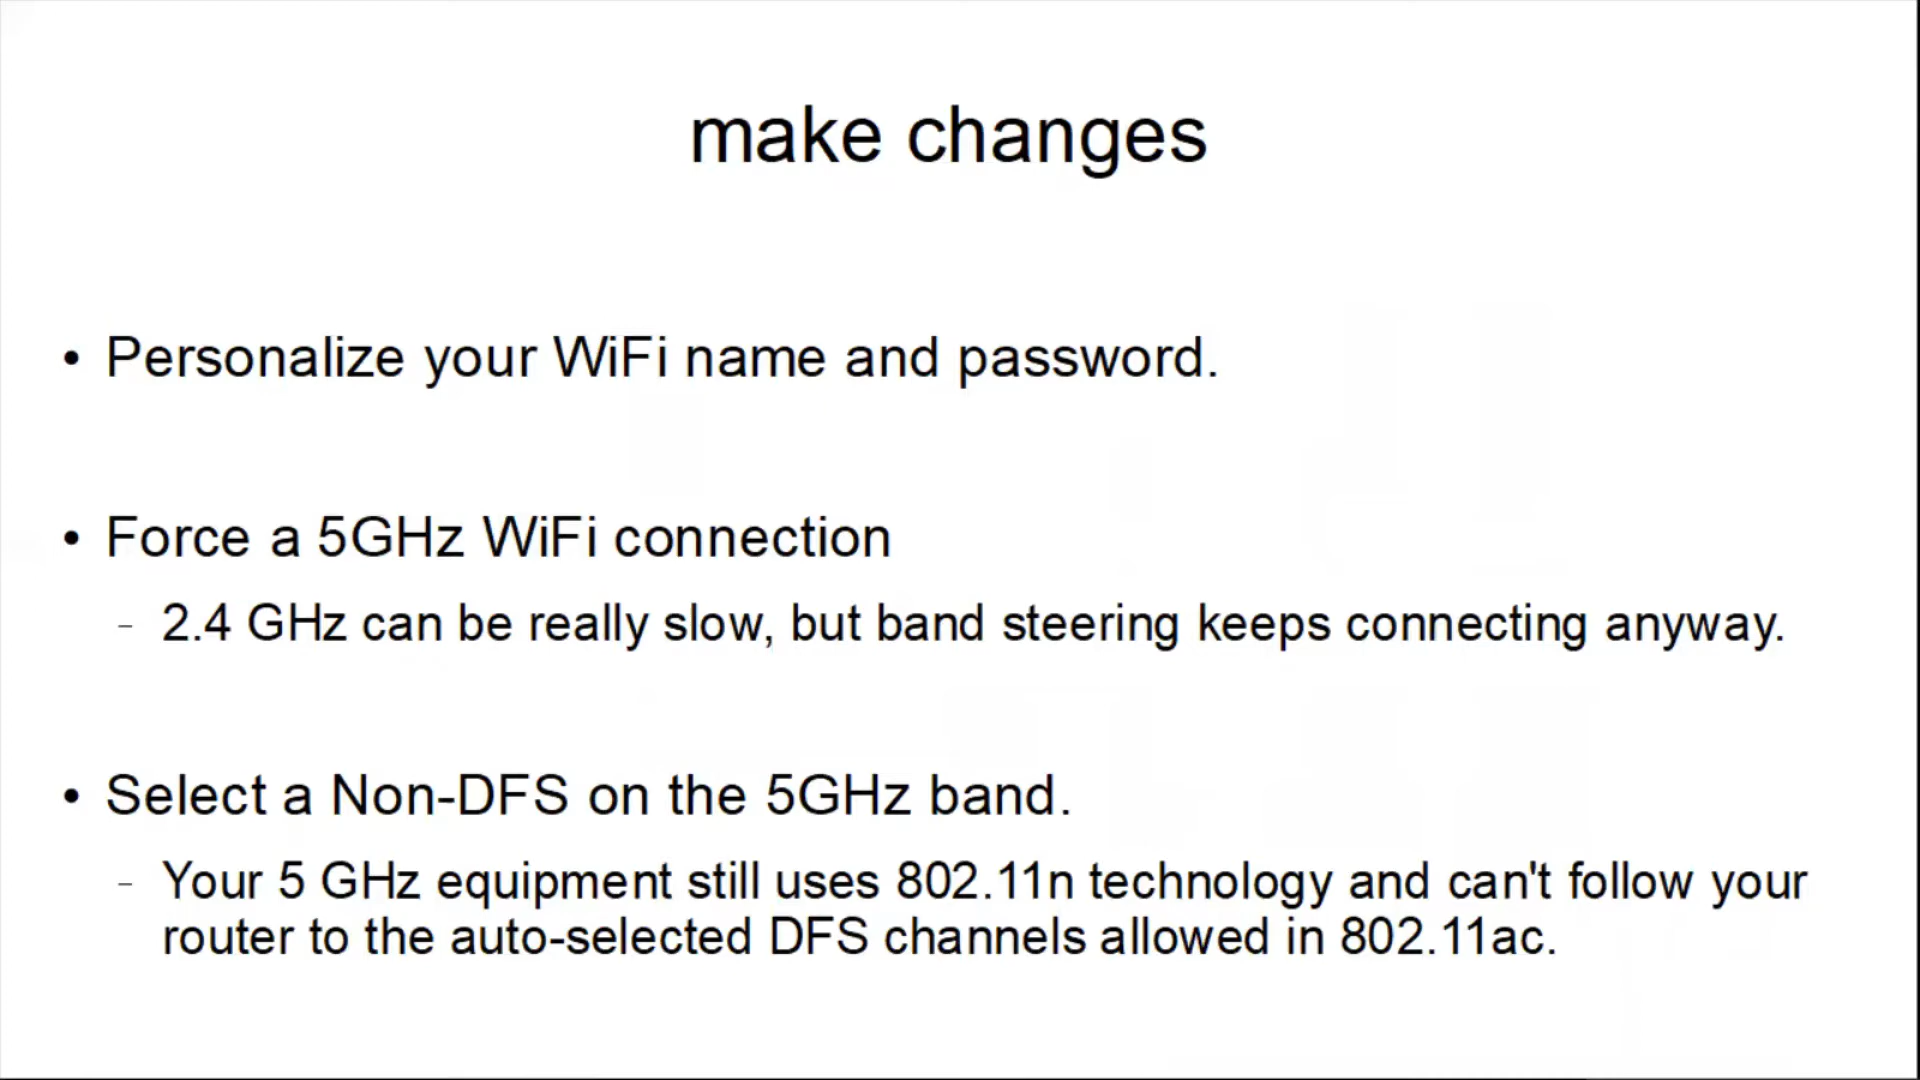 make changes
• Personalize your WiFi name and password.
• Force a 5GHz WiFi connection
– 2.4 GHz can be really slow, but band steering keeps connecting anyway.
• Select a Non-DFS on the 5GHz band.
– Your 5 GHz equipment still uses 802.11n technology and can't follow your
router to the auto-selected DFS channels allowed in 802.11ac.